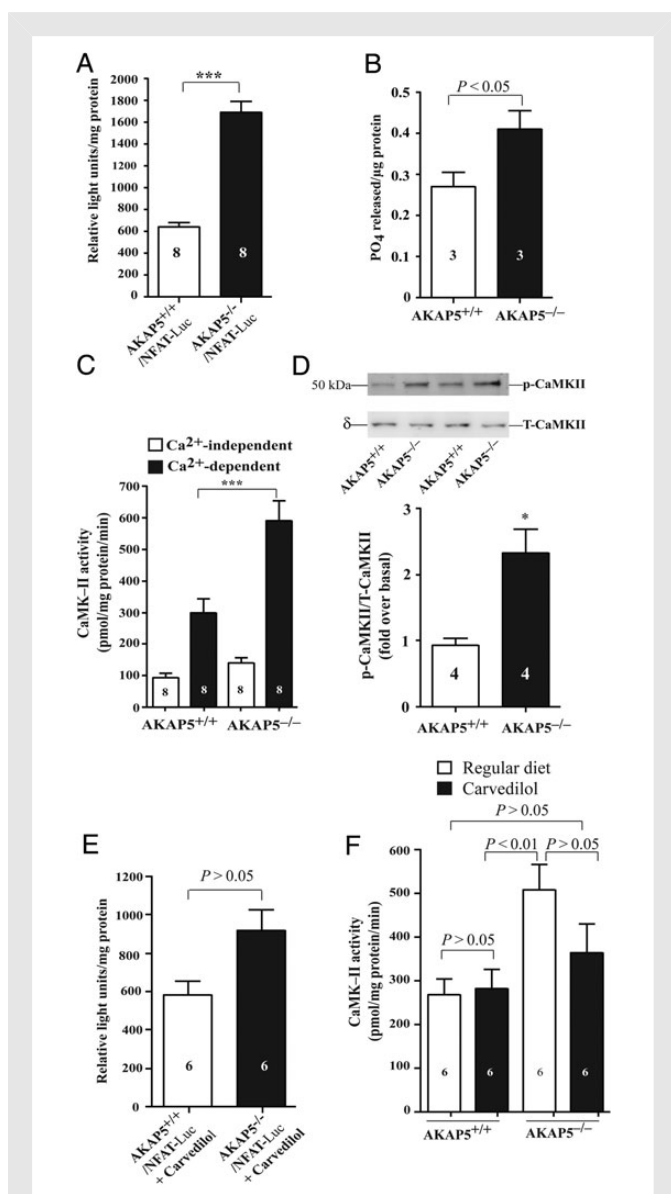 A
***
Relative light units/mg protein
2000
1800
1600
1400
1200
1000
800
600
400
200
0
8
8
AKAP5+/+
/NFAT-Luc
AKAP5-/-
/NFAT-Luc
B
P < 0.05
PO4 released/µg protein
0.5
0.4
0.3
0.2
0.1
0
3
3
AKAP5+/+
AKAP5–/–
C
Ca2+-independent
Ca2+-dependent
***
CaMK–II activity
(pmol/mg protein/min)
700
600
500
400
300
200
100
0
8
8
8
8
AKAP5+/+
AKAP5–/–
D
50 kDa
p-CaMKII
δ
T-CaMKII
AKAP5+/+
AKAP5–/–
AKAP5+/+
AKAP5–/–
*
p-CaMKII/T-CaMKII
(fold over basal)
3
2
1
0
4
4
AKAP5+/+
AKAP5–/–
E
P > 0.05
Relative light units/mg protein
1200
1000
800
600
400
200
0
6
6
AKAP5+/+
/NFAT-Luc
+ Carvedilol
AKAP5-/-
/NFAT-Luc
+ Carvedilol
Regular diet
Carvedilol
F
P > 0.05
P < 0.01
P > 0.05
P > 0.05
CaMK–II activity
(pmol/mg protein/min)
600
500
400
300
200
100
0
6
6
6
6
AKAP5+/+
AKAP5–/–